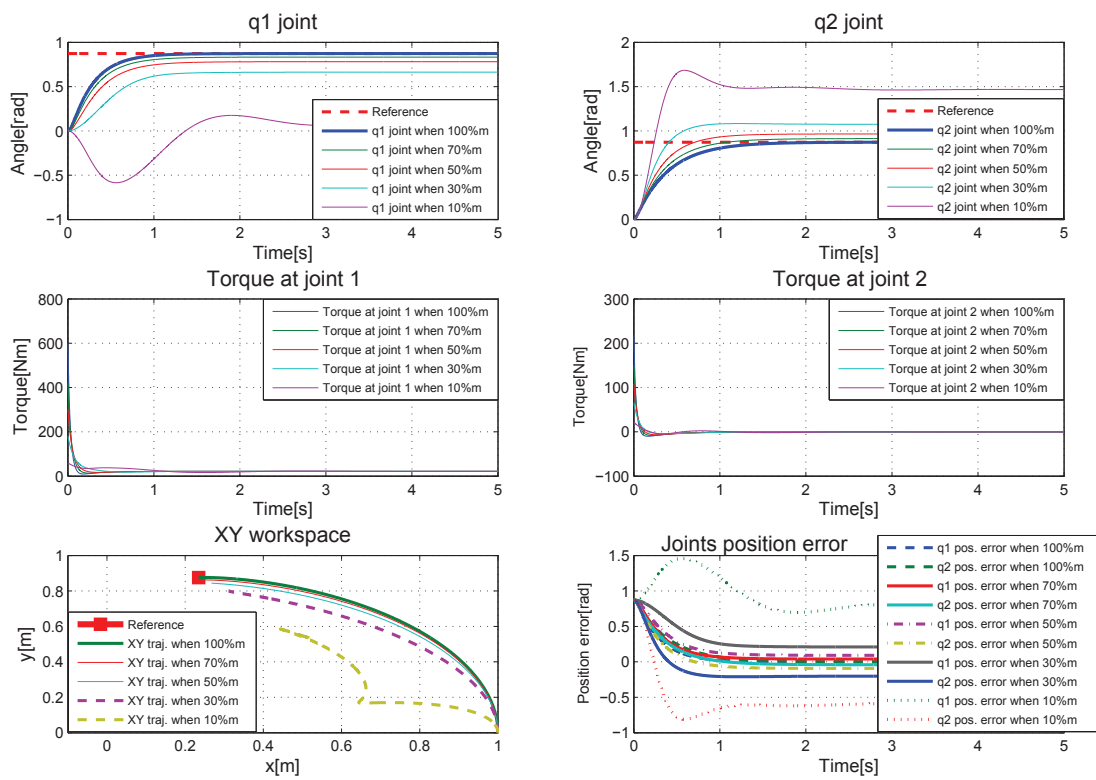 q1 joint
1
0.5
0
−0.5
−1
Angle[rad]
0 1 2 3 4 5
Time[s]
Reference
q1 joint when 100%m
q1 joint when 70%m
q1 joint when 50%m
q1 joint when 30%m
q1 joint when 10%m
q2 joint
2
1.5
1
0.5
0
Angle[rad]
0 1 2 3 4 5
Time[s]
Reference
q2 joint when 100%m
q2 joint when 70%m
q2 joint when 50%m
q2 joint when 30%m
q2 joint when 10%m
Torque at joint 1
800
600
400
200
0
Torque[Nm]
0 1 2 3 4 5
Time[s]
Torque at joint 1 when 100%m
Torque at joint 1 when 70%m
Torque at joint 1 when 50%m
Torque at joint 1 when 30%m
Torque at joint 1 when 10%m
Torque at joint 2
300
200
100
0
−100
Torque[Nm]
0 1 2 3 4 5
Time[s]
Torque at joint 2 when 100%m
Torque at joint 2 when 70%m
Torque at joint 2 when 50%m
Torque at joint 2 when 30%m
Torque at joint 2 when 10%m
XY workspace
1
0.8
0.6
0.4
0.2
0
y[m]
0 0.2 0.4 0.6 0.8 1
x[m]
Reference
XY traj. when 100%m
XY traj. when 70%m
XY traj. when 50%m
XY traj. when 30%m
XY traj. when 10%m
Joints position error
1.5
1
0.5
0
−0.5
−1
Position error[rad]
0 1 2 3 4 5
Time[s]
q1 pos. error when 100%m
q2 pos. error when 100%m
q1 pos. error when 70%m
q2 pos. error when 70%m
q1 pos. error when 50%m
q2 pos. error when 50%m
q1 pos. error when 30%m
q2 pos. error when 30%m
q1 pos. error when 10%m
q2 pos. error when 10%m